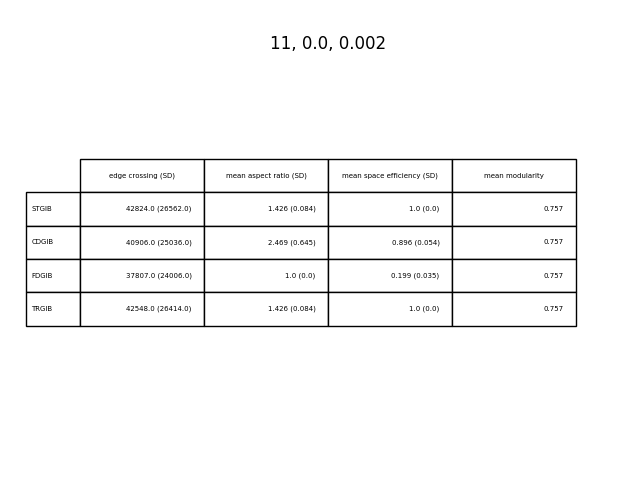 11, 0.0, 0.002
edge crossing (SD) mean aspect ratio (SD) mean space efficiency (SD) mean modularity
STGIB 42824.0 (26562.0) 1.426 (0.084) 1.0 (0.0) 0.757
CDGIB 40906.0 (25036.0) 2.469 (0.645) 0.896 (0.054) 0.757
FDGIB 37807.0 (24006.0) 1.0 (0.0) 0.199 (0.035) 0.757
TRGIB 42548.0 (26414.0) 1.426 (0.084) 1.0 (0.0) 0.757